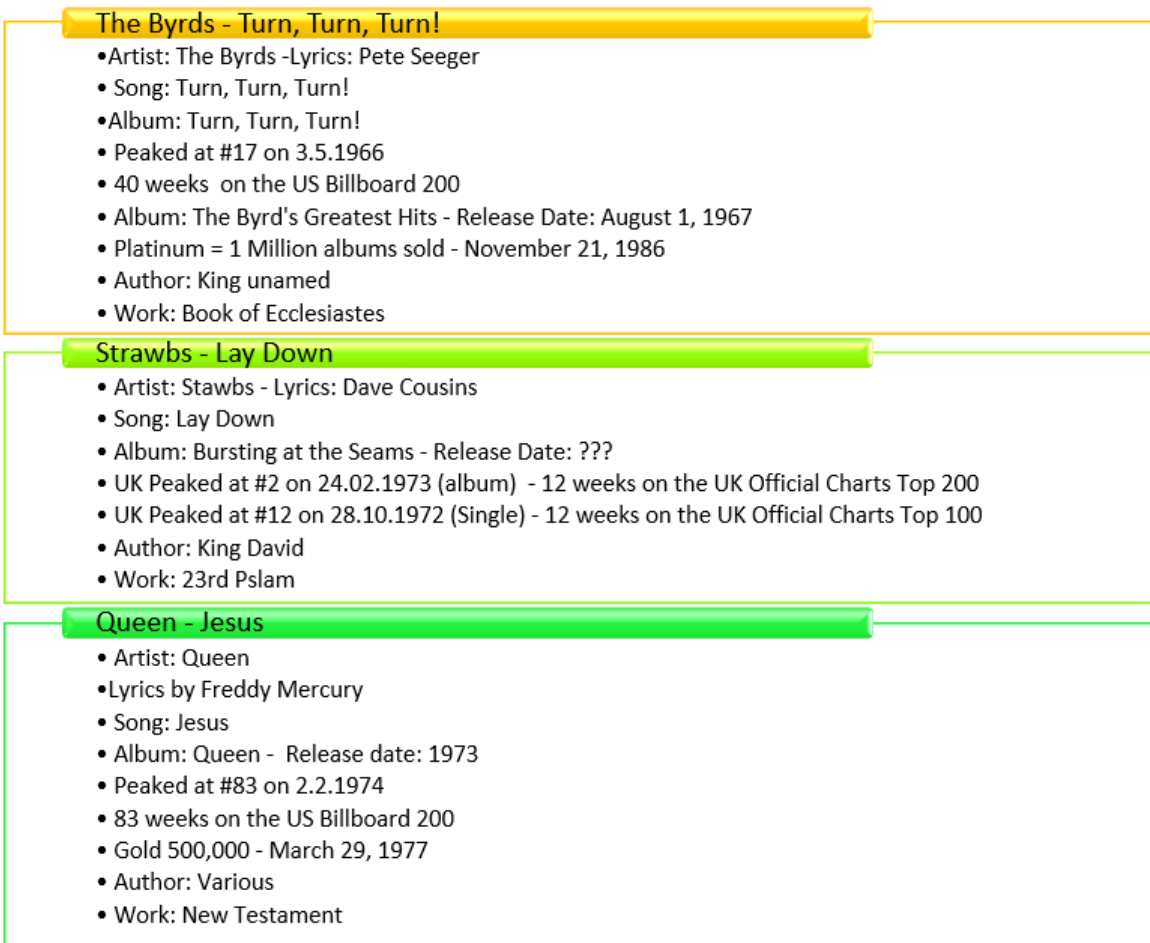 The Byrds - Turn, Turn, Turn!
•Artist: The Byrds -Lyrics: Pete Seeger
• Song: Turn, Turn, Turn!
•Album: Turn, Turn, Turn!
• Peaked at #17 on 3.5.1966
• 40 weeks  on the US Billboard 200
• Album: The Byrd's Greatest Hits - Release Date: August 1, 1967
• Platinum = 1 Million albums sold - November 21, 1986
• Author: King unamed
• Work: Book of Ecclesiastes
Strawbs - Lay Down
• Artist: Stawbs - Lyrics: Dave Cousins
• Song: Lay Down
• Album: Bursting at the Seams - Release Date: ???
• UK Peaked at #2 on 24.02.1973 (album)  - 12 weeks on the UK Official Charts Top 200
• UK Peaked at #12 on 28.10.1972 (Single) - 12 weeks on the UK Official Charts Top 100
• Author: King David
• Work: 23rd Pslam
Queen - Jesus
• Artist: Queen
•Lyrics by Freddy Mercury
• Song: Jesus
• Album: Queen -  Release date: 1973
• Peaked at #83 on 2.2.1974
• 83 weeks on the US Billboard 200
• Gold 500,000 - March 29, 1977
• Author: Various
• Work: New Testament